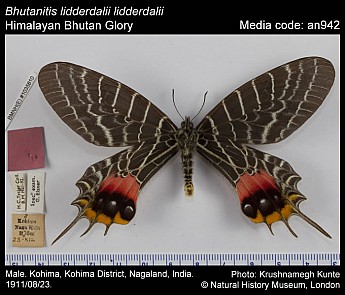 Bhutanitis lidderdalii lidderdalii
Himalayan Bhutan Glory
Media code: an942
Kohima
Male. Kohima, Kohima District, Nagaland, India.
1911/08/23.
Photo: Krushnamegh Kunte
© Natural History Museum, London